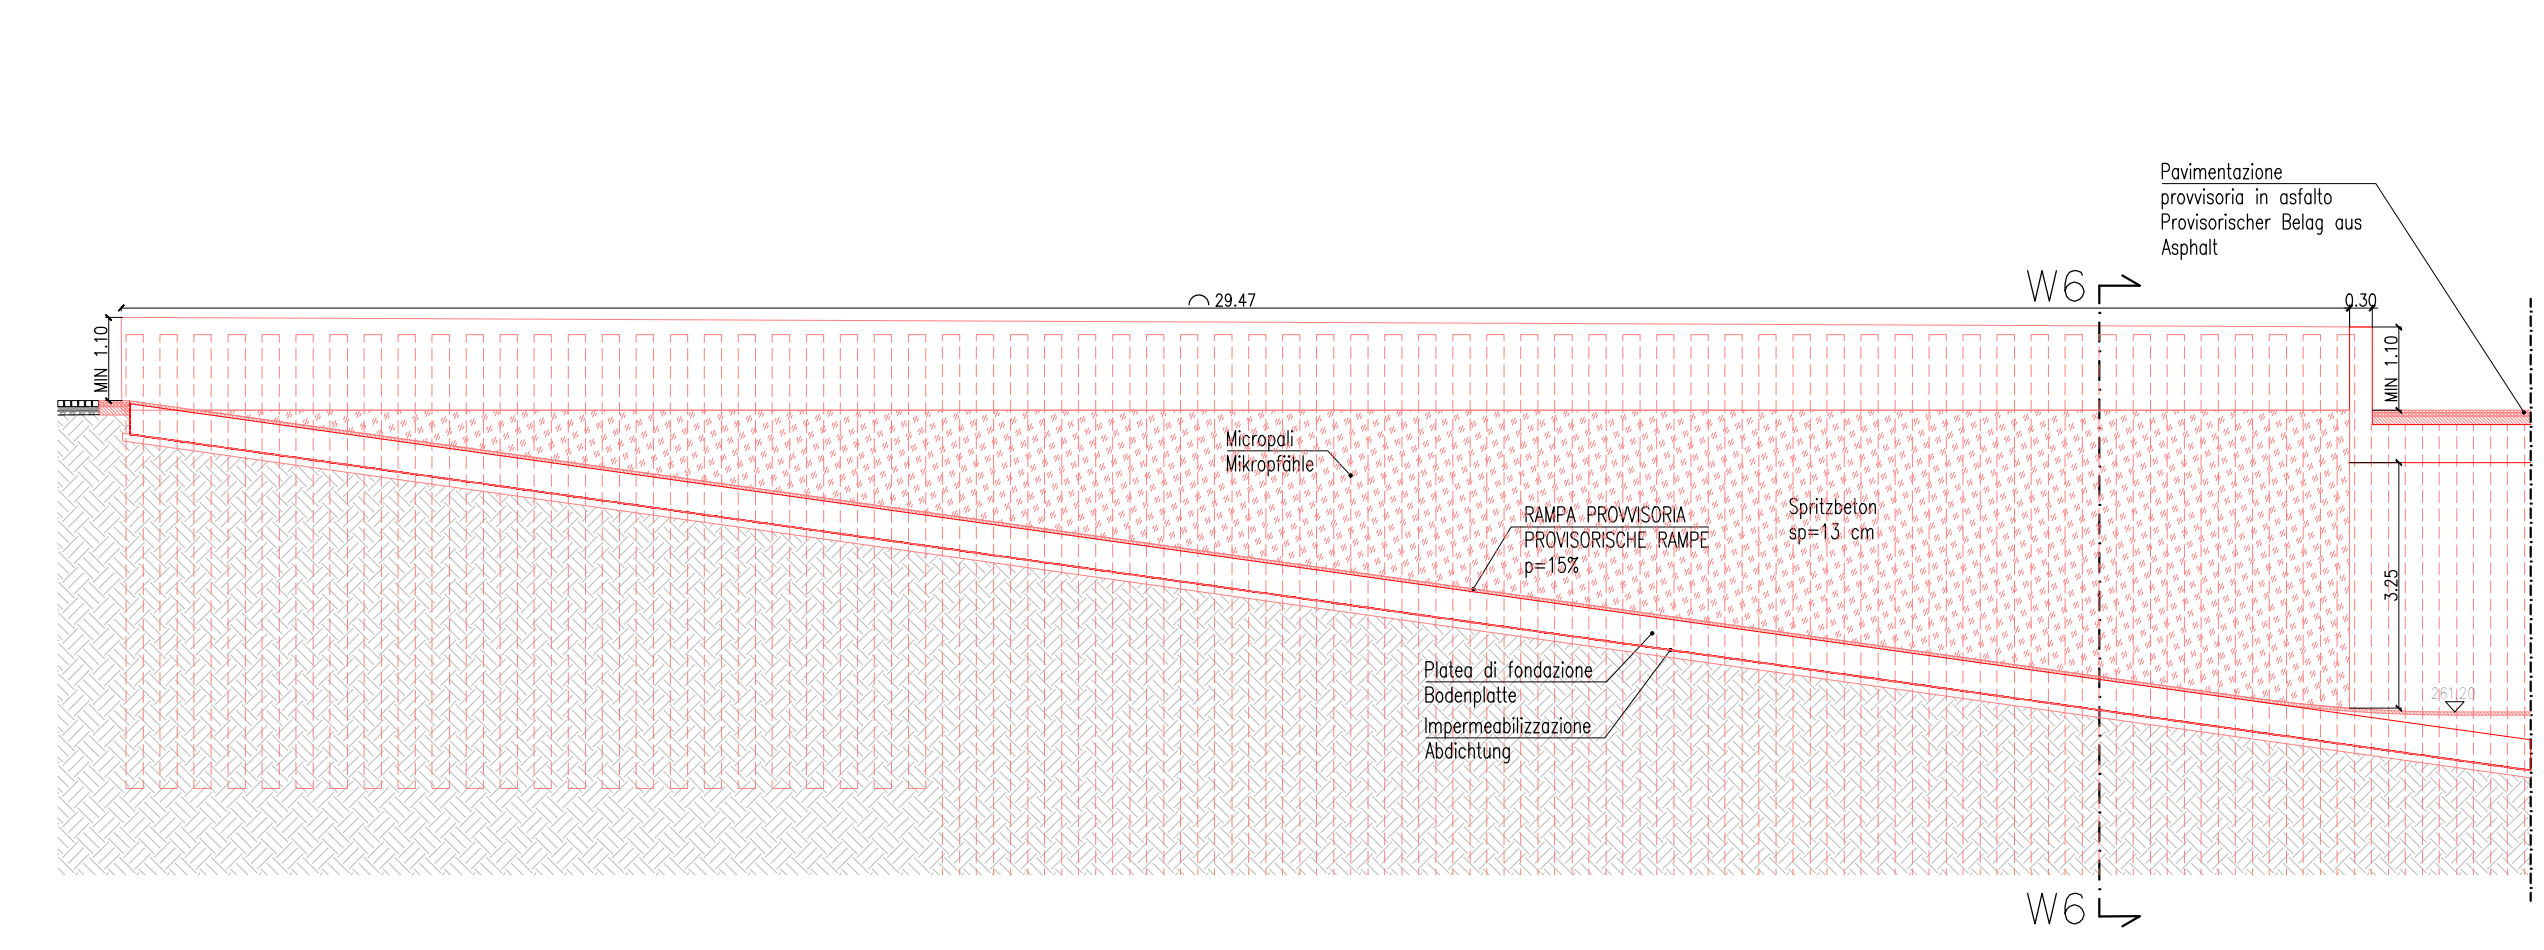 Pavimentazione
provvisoria in asfalto
Provisorischer Belag aus
Asphalt
W6
29.47
0.30
MIN 1.10
MIN 1.10
Micropali
Mikropfähle
RAMPA PROVVISORIA
PROVISORISCHE RAMPE
p=15%
Spritzbeton
sp=13 cm
3.25
Platea di fondazione
Bodenplatte
Impermeabilizzazione
Abdichtung
261.20
W6